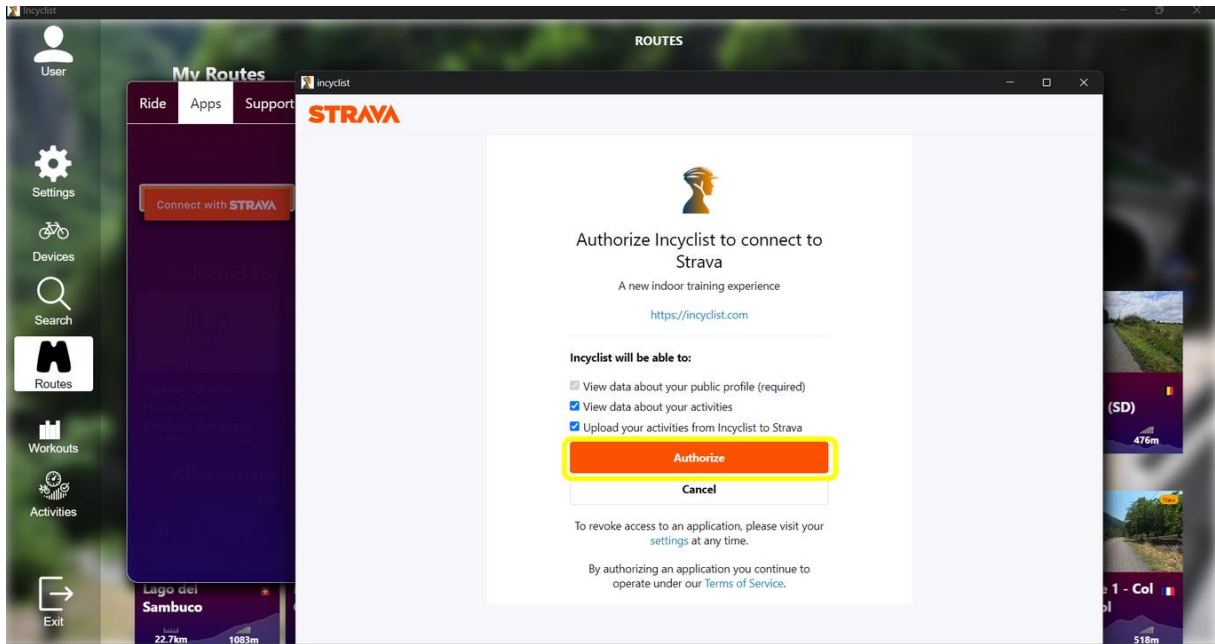 Incyclist
ROUTES
User
Settings
Devices
Search
Routes
Workouts
Activities
Exit
My Routes
Ride
Apps
Support
Connect with STRAVA
Selected For
Alternatives
Lago del
Sambuco
22.7km
1083m
incyclist
STRAVA
Authorize Incyclist to connect to
Strava
A new indoor training experience
https://incyclist.com
Incyclist will be able to:
View data about your public profile (required)
View data about your activities
Upload your activities from Incyclist to Strava
Authorize
Cancel
To revoke access to an application, please visit your
settings at any time.
By authorizing an application you continue to
operate under our Terms of Service.
(SD)
476m
1 - Col
518m